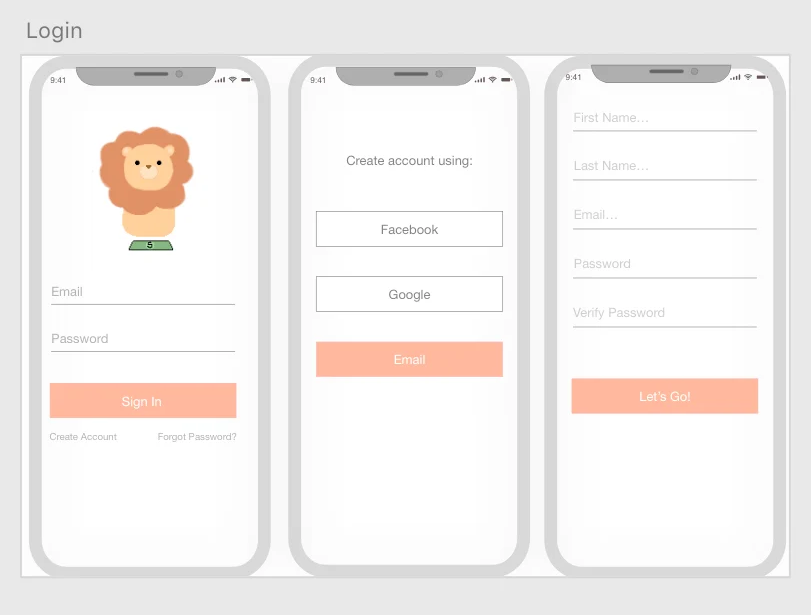 Login
9:41
5
Email
Password
Sign In
Create Account
Forgot Password?
9:41
Create account using:
Facebook
Google
Email
9:41
First Name...
Last Name...
Email...
Password
Verify Password
Let's Go!